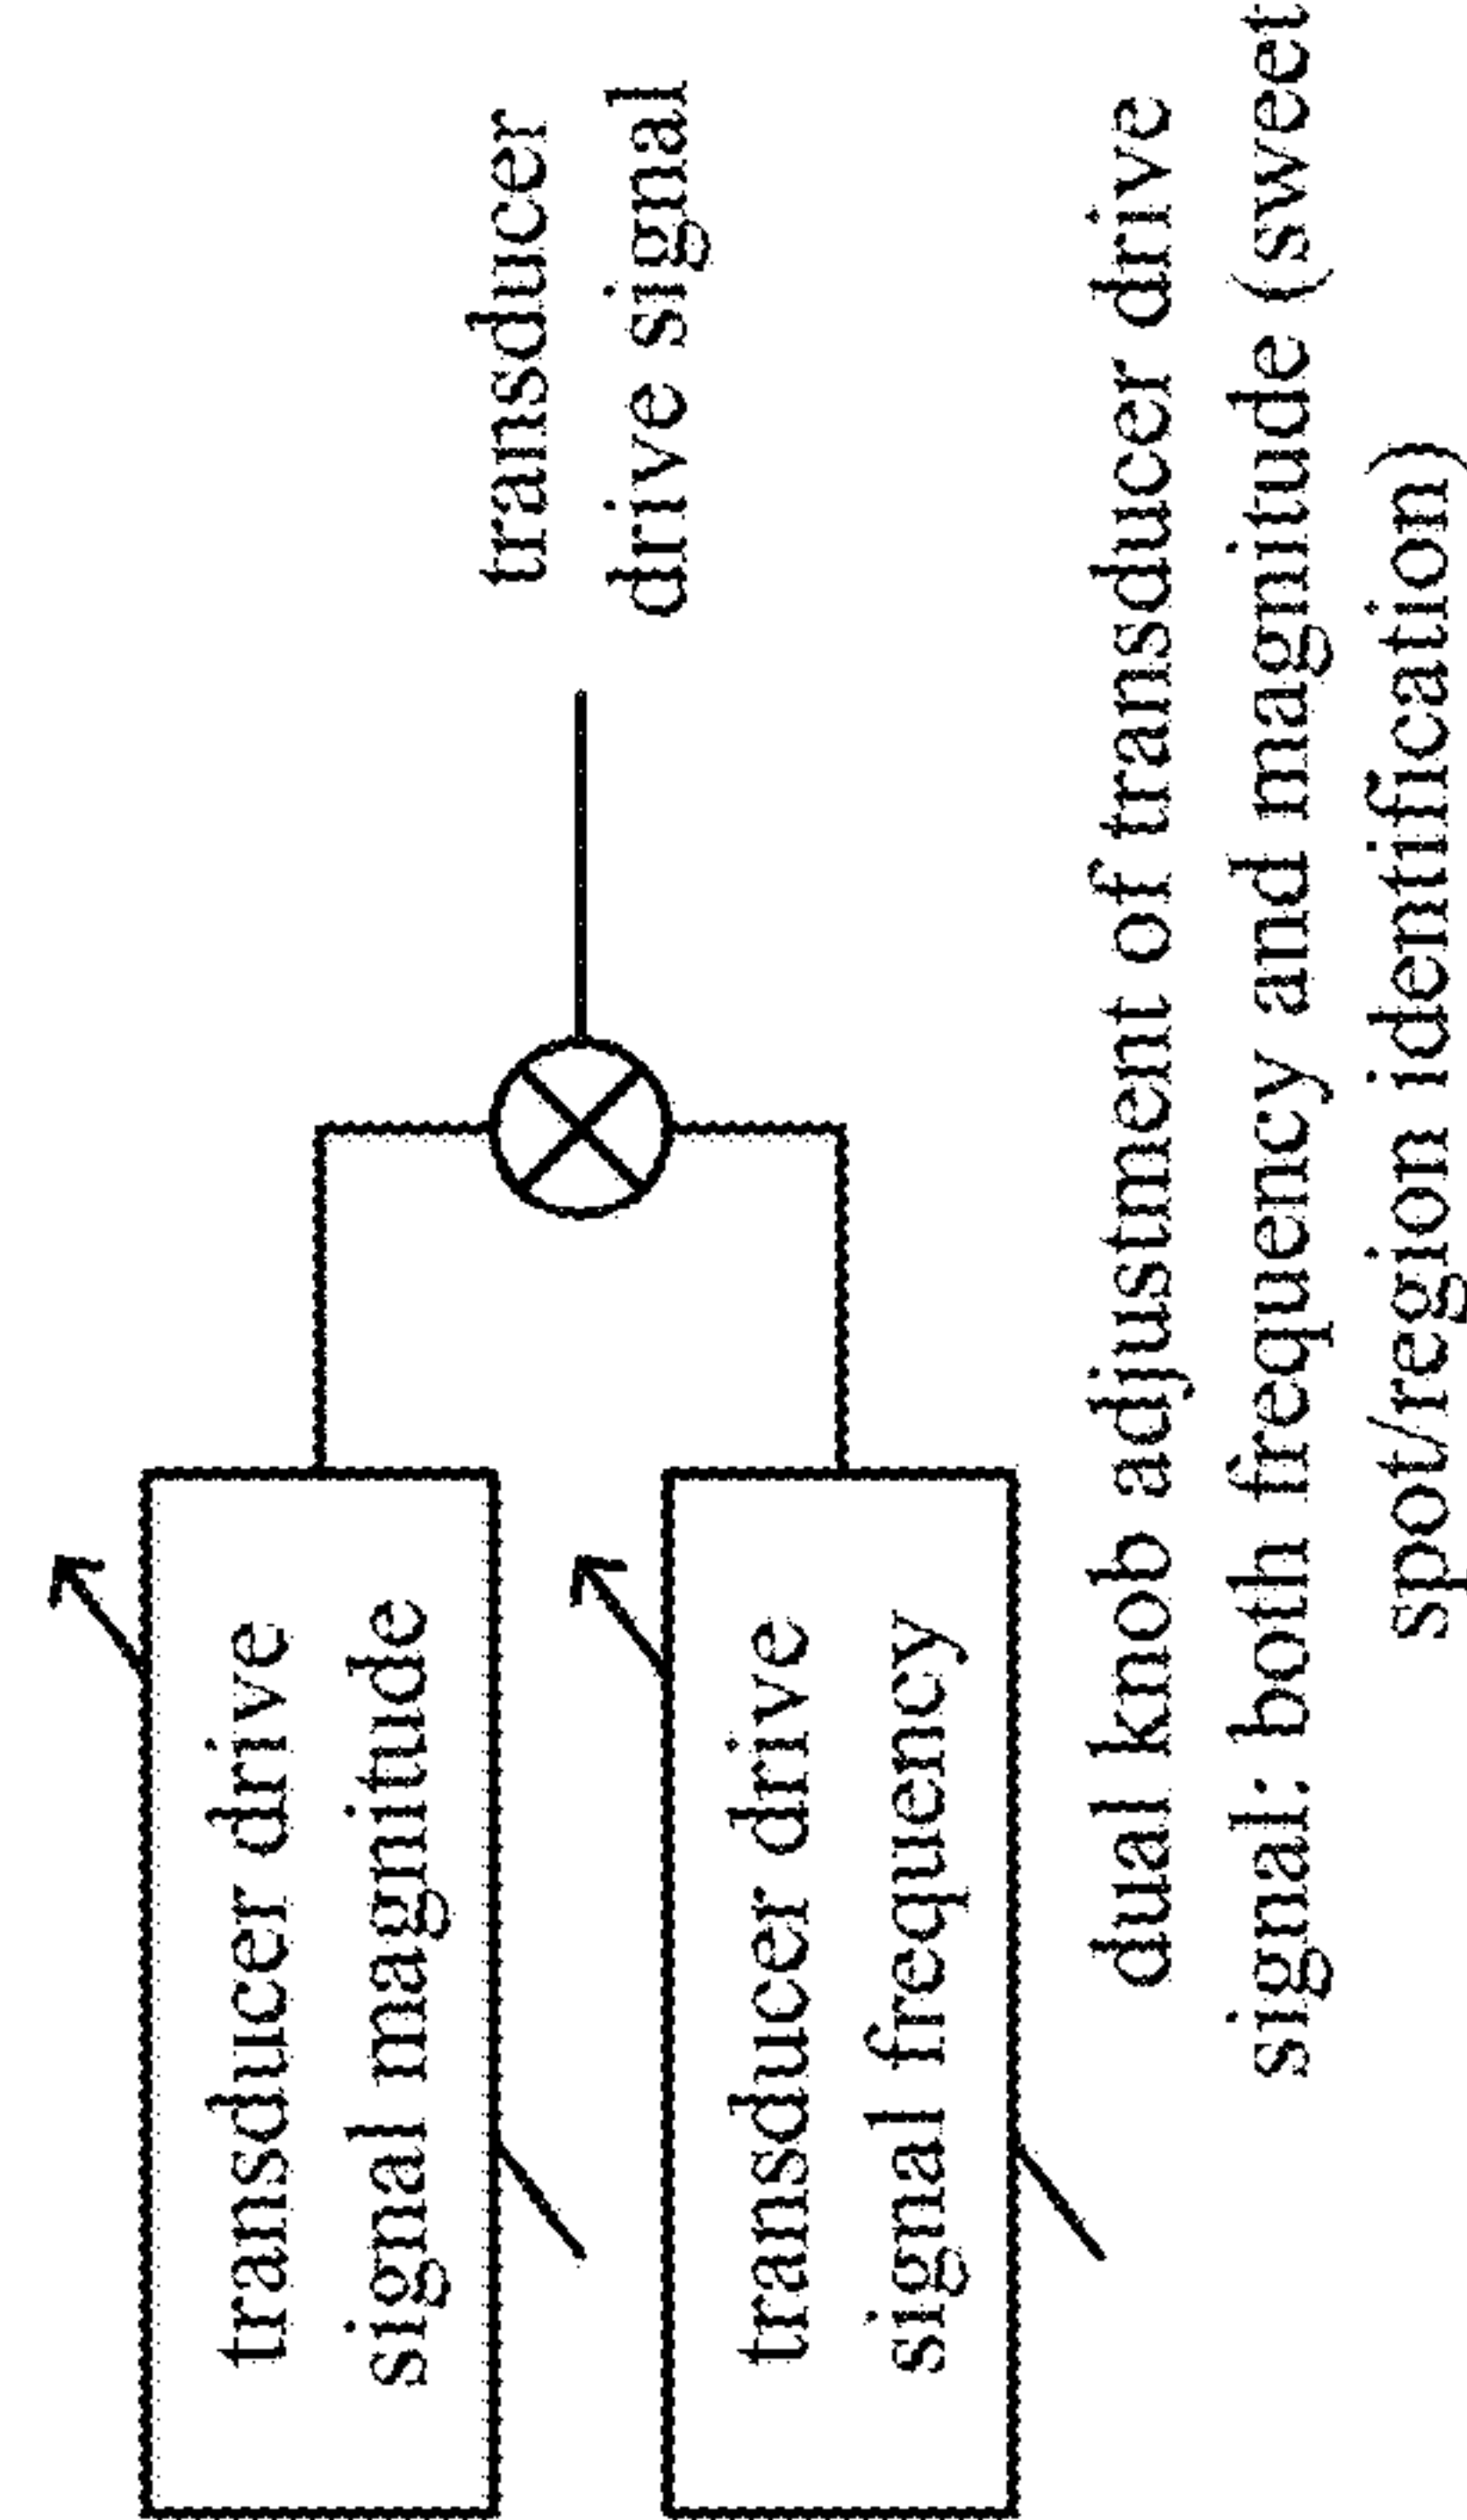 transducer drive
signal magnitude
transducer drive
signal frequency
transducer
drive signal
dual knob adjustment of transducer drive
signal: both frequency and magnitude (sweet
spot/region identification)